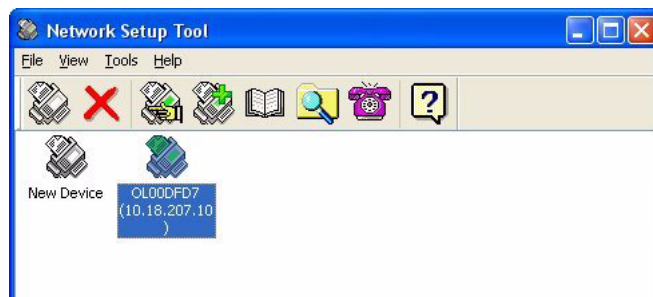 Network Setup Tool
File View Tools Help
New Device
OL00DFD7
(10.18.207.10
)